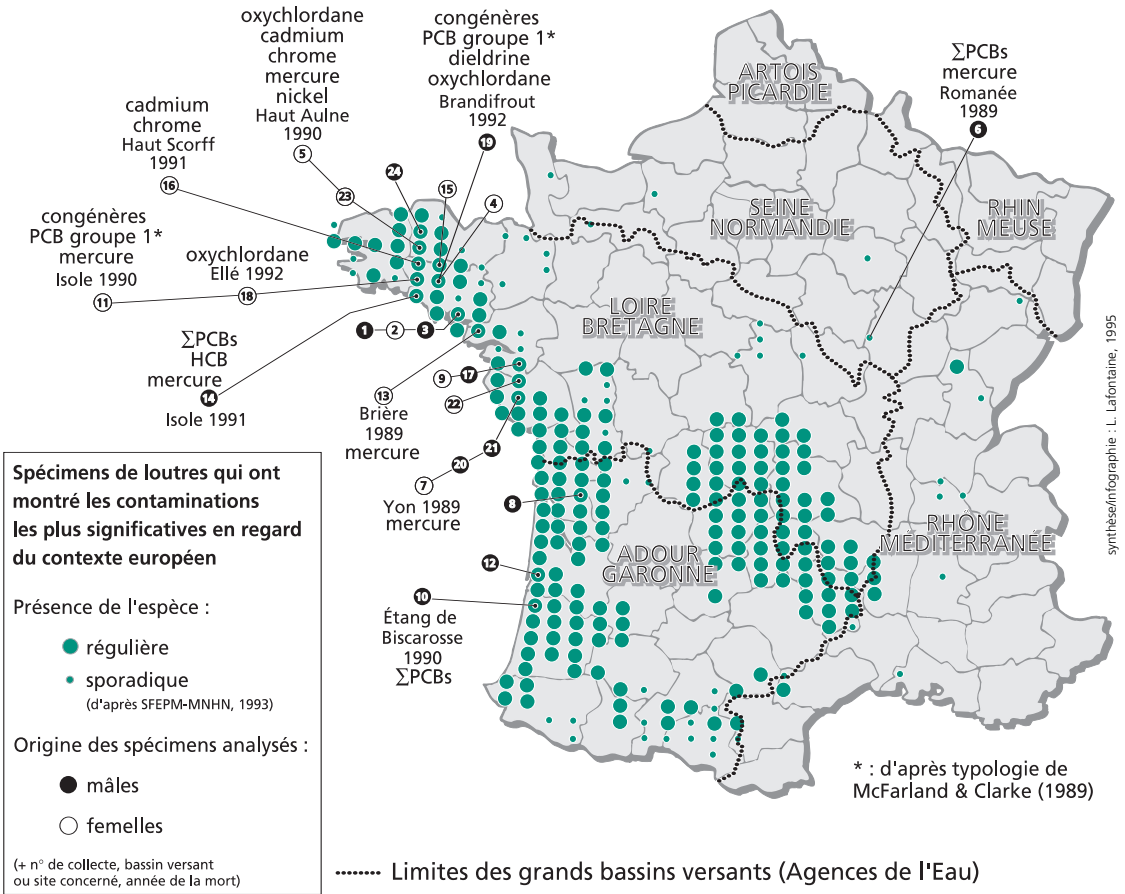 oxychlordane
cadmium
chrome
mercure
nickel
Haut Aulne
1990
5
congénères
PCB groupe 1*
dieldrine
oxychlordane
Brandifrout
1992
19
∑PCBs
mercure
Romanée
1989
6
cadmium
chrome
Haut Scorff
1991
16
24
23
15
4
congénères
PCB groupe 1*
mercure
Isole 1990
11
oxychlordane
Ellé 1992
18
1
2
3
∑PCBs
HCB
mercure
14
Isole 1991
9
17
13
Brière
1989
mercure
22
21
20
7
Yon 1989
mercure
8
12
10
Étang de
Biscarosse
1990
∑PCBs
ARTOIS
PICARDIE
SEINE
NORMANDIE
RHIN
MEUSE
LOIRE
BRETAGNE
ADOUR
GARONNE
RHÔNE
MÉDITERRANÉE
synthèse/infographie : L. Lafontaine, 1995
Spécimens de loutres qui ont
montré les contaminations
les plus significatives en regard
du contexte européen
Présence de l'espèce :
régulière
sporadique
(d'après SFEPM-MNHN, 1993)
Origine des spécimens analysés :
mâles
femelles
(+ n° de collecte, bassin versant
ou site concerné, année de la mort)
* : d'après typologie de
McFarland & Clarke (1989)
Limites des grands bassins versants (Agences de l'Eau)